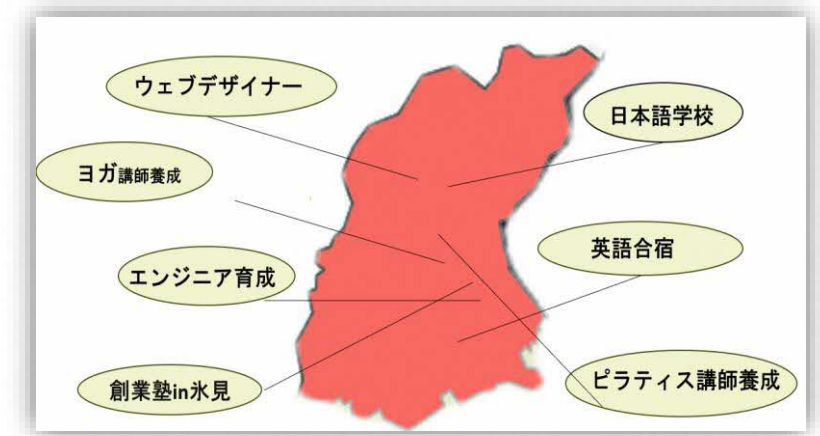 ウェブデザイナー
日本語学校
ヨガ講師養成
英語合宿
エンジニア育成
創業塾in氷見
ピラティス講師養成